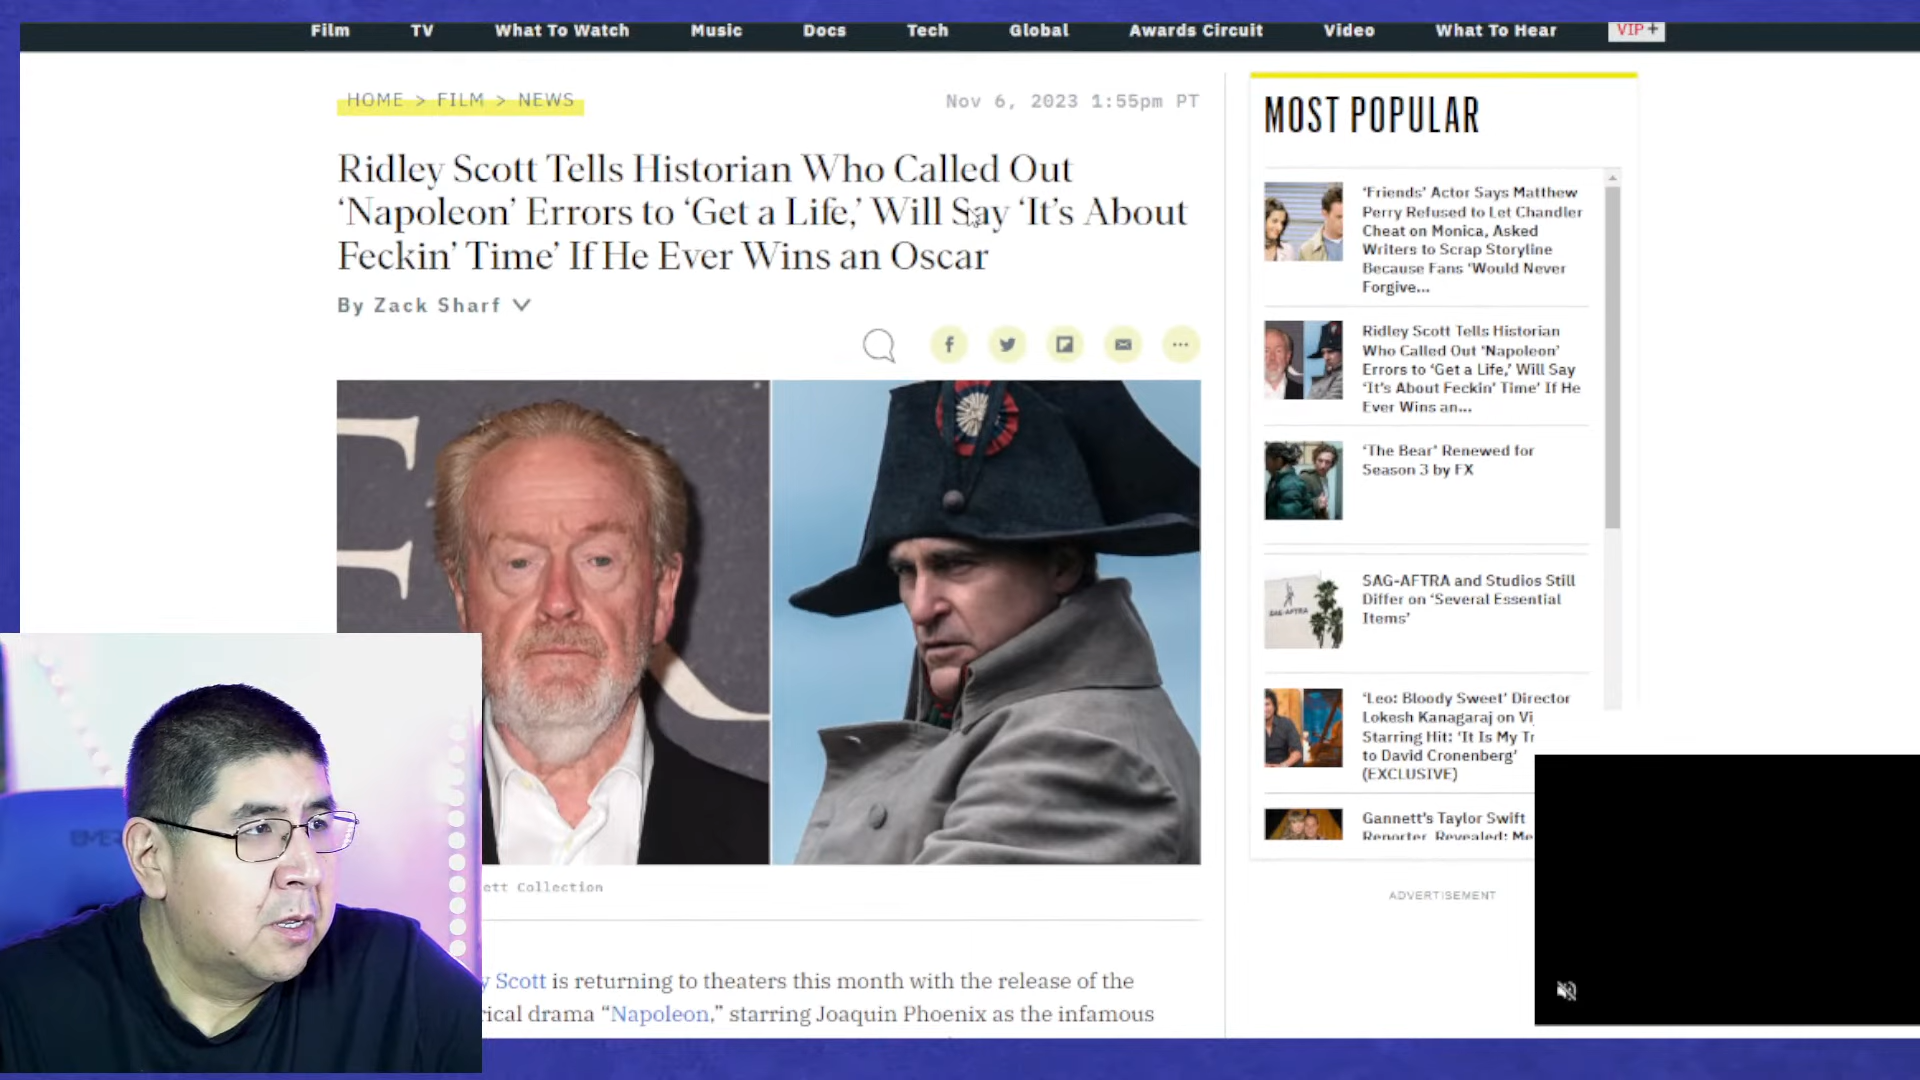 Film TV What To Watch Music Docs Tech Global Awards Circuit Video What To Hear VIP+
HOME > FILM > NEWS
Nov 6, 2023 1:55pm PT
Ridley Scott Tells Historian Who Called Out
‘Napoleon’ Errors to ‘Get a Life,’ Will Say ‘It’s About
Feckin’ Time’ If He Ever Wins an Oscar
By Zack Sharf
ett Collection
y Scott is returning to theaters this month with the release of the
rical drama “Napoleon,” starring Joaquin Phoenix as the infamous
MOST POPULAR
‘Friends’ Actor Says Matthew
Perry Refused to Let Chandler
Cheat on Monica, Asked
Writers to Scrap Storyline
Because Fans ‘Would Never
Forgive...
Ridley Scott Tells Historian
Who Called Out ‘Napoleon’
Errors to ‘Get a Life,’ Will Say
‘It’s About Feckin’ Time’ If He
Ever Wins an...
‘The Bear’ Renewed for
Season 3 by FX
SAG-AFTRA
SAG-AFTRA and Studios Still
Differ on ‘Several Essential
Items’
‘Leo: Bloody Sweet’ Director
Lokesh Kanagaraj on Vi
Starring Hit: ‘It Is My Tr
to David Cronenberg’
(EXCLUSIVE)
Gannett’s Taylor Swift
Reporter, Revealed: Me
ADVERTISEMENT